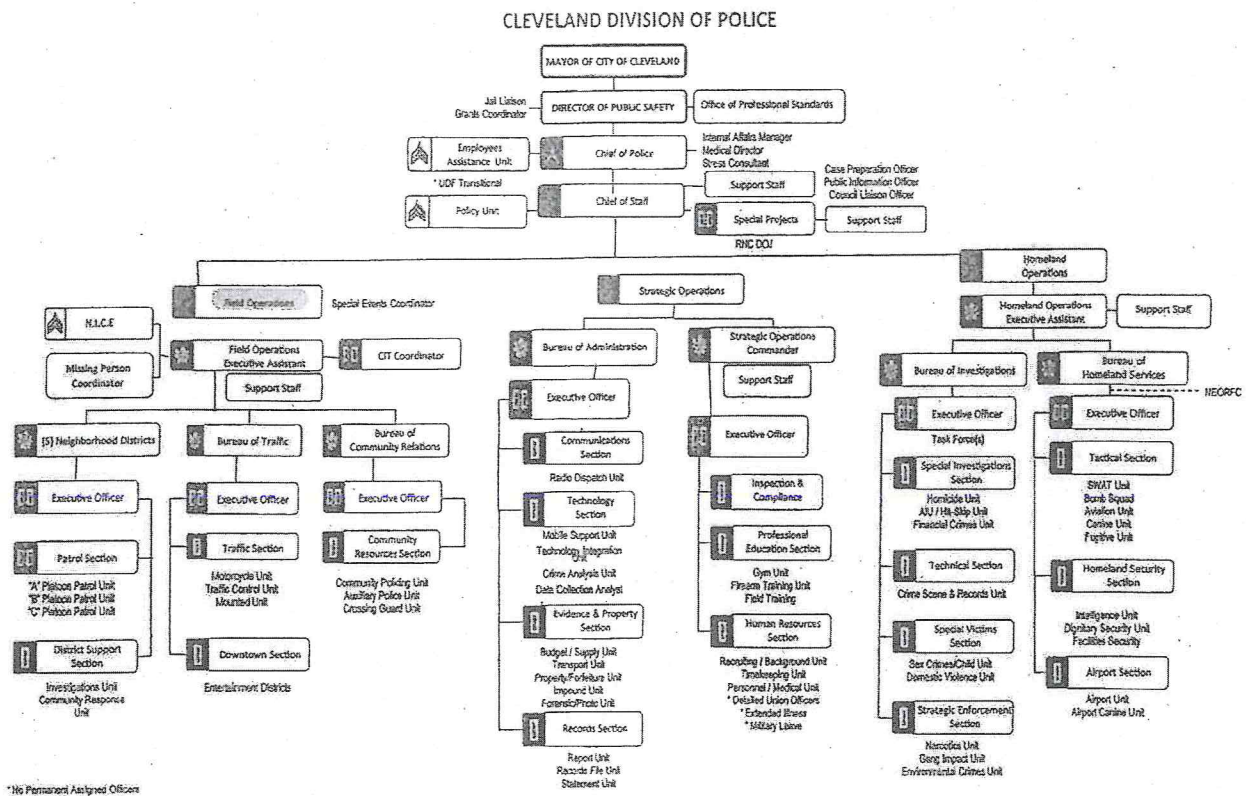 CLEVELAND DIVISION OF POLICE
MAYOR OF CITY OF CLEVELAND
Jail Liaison
Grants Coordinator
DIRECTOR OF PUBLIC SAFETY
Office of Professional Standards
Employees
Assistance Unit
* UDF Transitional
Chief of Police
Internal Affairs Manager
Medical Director
Stress Consultant
Policy Unit
Chief of Staff
Support Staff
Case Preparation Officer
Public Information Officer
Council Liaison Officer
Special Projects
RNC DOJ
Support Staff
Field Operations
Special Events Coordinator
Strategic Operations
Homeland
Operations
N.I.C.E
Missing Person
Coordinator
Field Operations
Executive Assistant
Support Staff
CIT Coordinator
Bureau of Administration
Strategic Operations
Commander
Support Staff
Homeland Operations
Executive Assistant
Support Staff
Bureau of Investigations
Bureau of
Homeland Services
NEORFC
(5) Neighborhood Districts
Executive Officer
Patrol Section
"A" Platoon Patrol Unit
"B" Platoon Patrol Unit
"C" Platoon Patrol Unit
District Support
Section
Investigations Unit
Community Response
Unit
Bureau of Traffic
Executive Officer
Traffic Section
Motorcycle Unit
Traffic Control Unit
Mounted Unit
Downtown Section
Entertainment Districts
Bureau of
Community Relations
Executive Officer
Community
Resources Section
Community Policing Unit
Auxiliary Police Unit
Crossing Guard Unit
Executive Officer
Communications
Section
Radio Dispatch Unit
Technology
Section
Mobile Support Unit
Technology Integration
Unit
Crime Analysis Unit
Data Collection Analyst
Evidence & Property
Section
Budget / Supply Unit
Transport Unit
Property/Forfeiture Unit
Impound Unit
Forensic/Photo Unit
Records Section
Report Unit
Records File Unit
Statement Unit
Executive Officer
Inspection &
Compliance
Professional
Education Section
Gym Unit
Firearm Training Unit
Field Training
Human Resources
Section
Recruiting / Background Unit
Timekeeping Unit
Personnel / Medical Unit
* Detailed Union Officers
* Extended Illness
* Military Leave
Executive Officer
Task Force(s)
Special Investigations
Section
Homicide Unit
AIU / Hit-Skip Unit
Financial Crimes Unit
Technical Section
Crime Scene & Records Unit
Special Victims
Section
Sex Crimes/Child Unit
Domestic Violence Unit
Strategic Enforcement
Section
Narcotics Unit
Gang Impact Unit
Environmental Crimes Unit
Executive Officer
Tactical Section
SWAT Unit
Bomb Squad
Aviation Unit
Canine Unit
Fugitive Unit
Homeland Security
Section
Intelligence Unit
Dignitary Security Unit
Facilities Security
Airport Section
Airport Unit
Airport Canine Unit
* No Permanent Assigned Officers